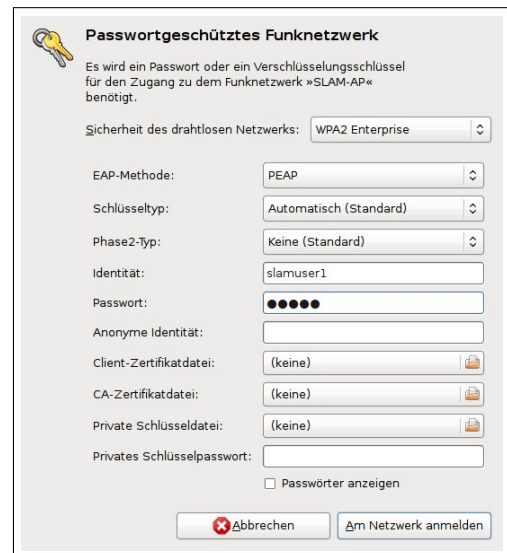 Passwortgeschütztes Funknetzwerk
Es wird ein Passwort oder ein Verschlüsselungsschlüssel
für den Zugang zu dem Funknetzwerk »SLAM-AP«
benötigt.
Sicherheit des drahtlosen Netzwerks: WPA2 Enterprise
EAP-Methode: PEAP
Schlüsseltyp: Automatisch (Standard)
Phase2-Typ: Keine (Standard)
Identität: slamuser1
Passwort: ●●●●●
Anonyme Identität:
Client-Zertifikatdatei: (keine)
CA-Zertifikatdatei: (keine)
Private Schlüsseldatei: (keine)
Privates Schlüsselpasswort:
Passwörter anzeigen
Abbrechen Am Netzwerk anmelden